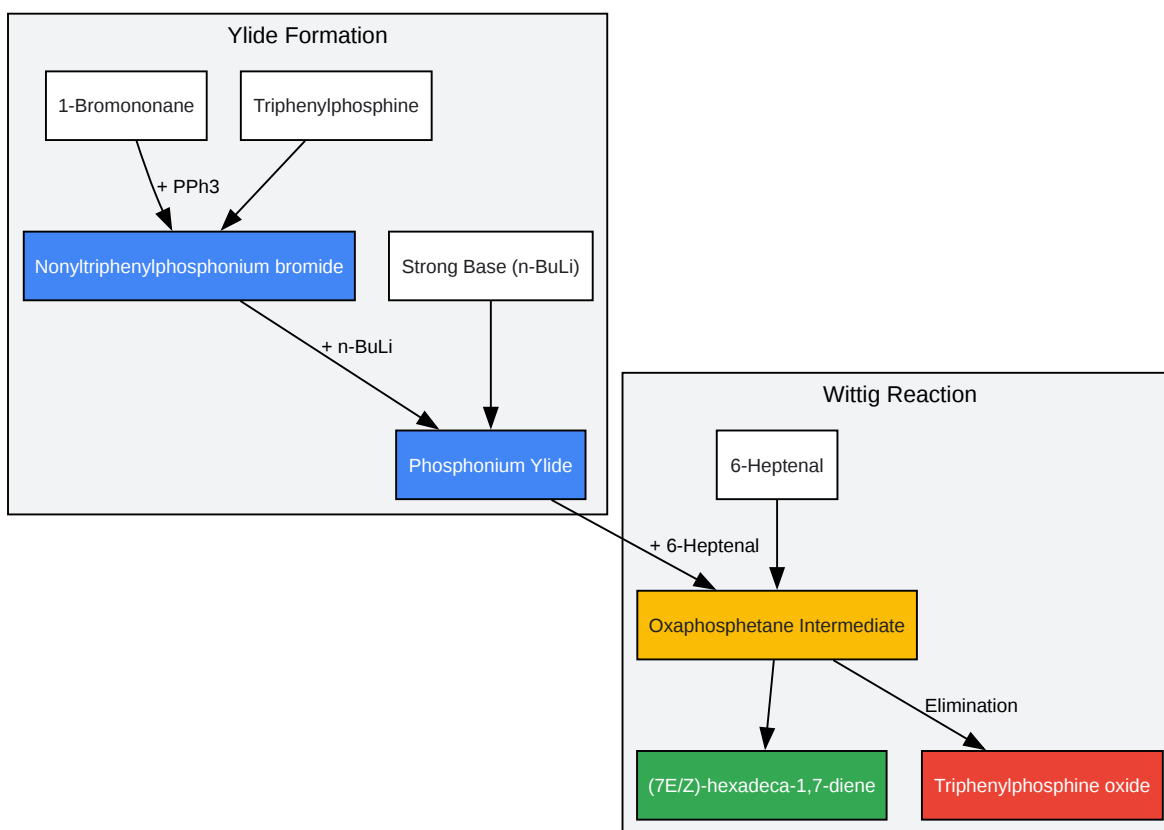 Ylide Formation
1-Bromononane
Triphenylphosphine
+ PPh3
Nonyltriphenylphosphonium bromide
Strong Base (n-BuLi)
+ n-BuLi
Phosphonium Ylide
Wittig Reaction
6-Heptenal
+ 6-Heptenal
Oxaphosphetane Intermediate
Elimination
(7E/Z)-hexadeca-1,7-diene
Triphenylphosphine oxide